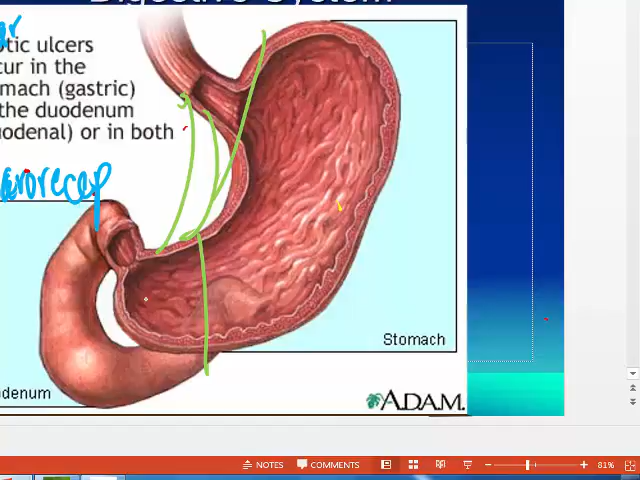 Digestive System
otic ulcers
cur in the
mach (gastric)
the duodenum
uodenal) or in both
Stomach
odenum
A.D.A.M.
NOTES
COMMENTS
81%